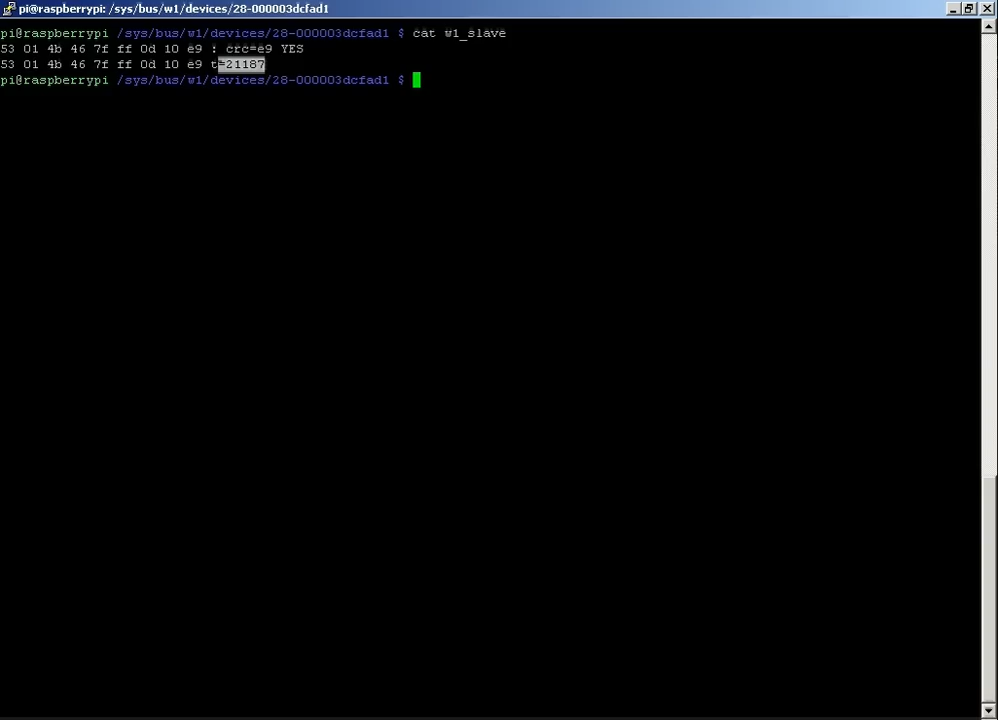 pi@raspberrypi: /sys/bus/w1/devices/28-000003dcfad1
pi@raspberrypi /sys/bus/w1/devices/28-000003dcfad1 $ cat w1_slave
53 01 4b 46 7f ff 0d 10 e9 : crc=e9 YES
53 01 4b 46 7f ff 0d 10 e9 t=21187
pi@raspberrypi /sys/bus/w1/devices/28-000003dcfad1 $